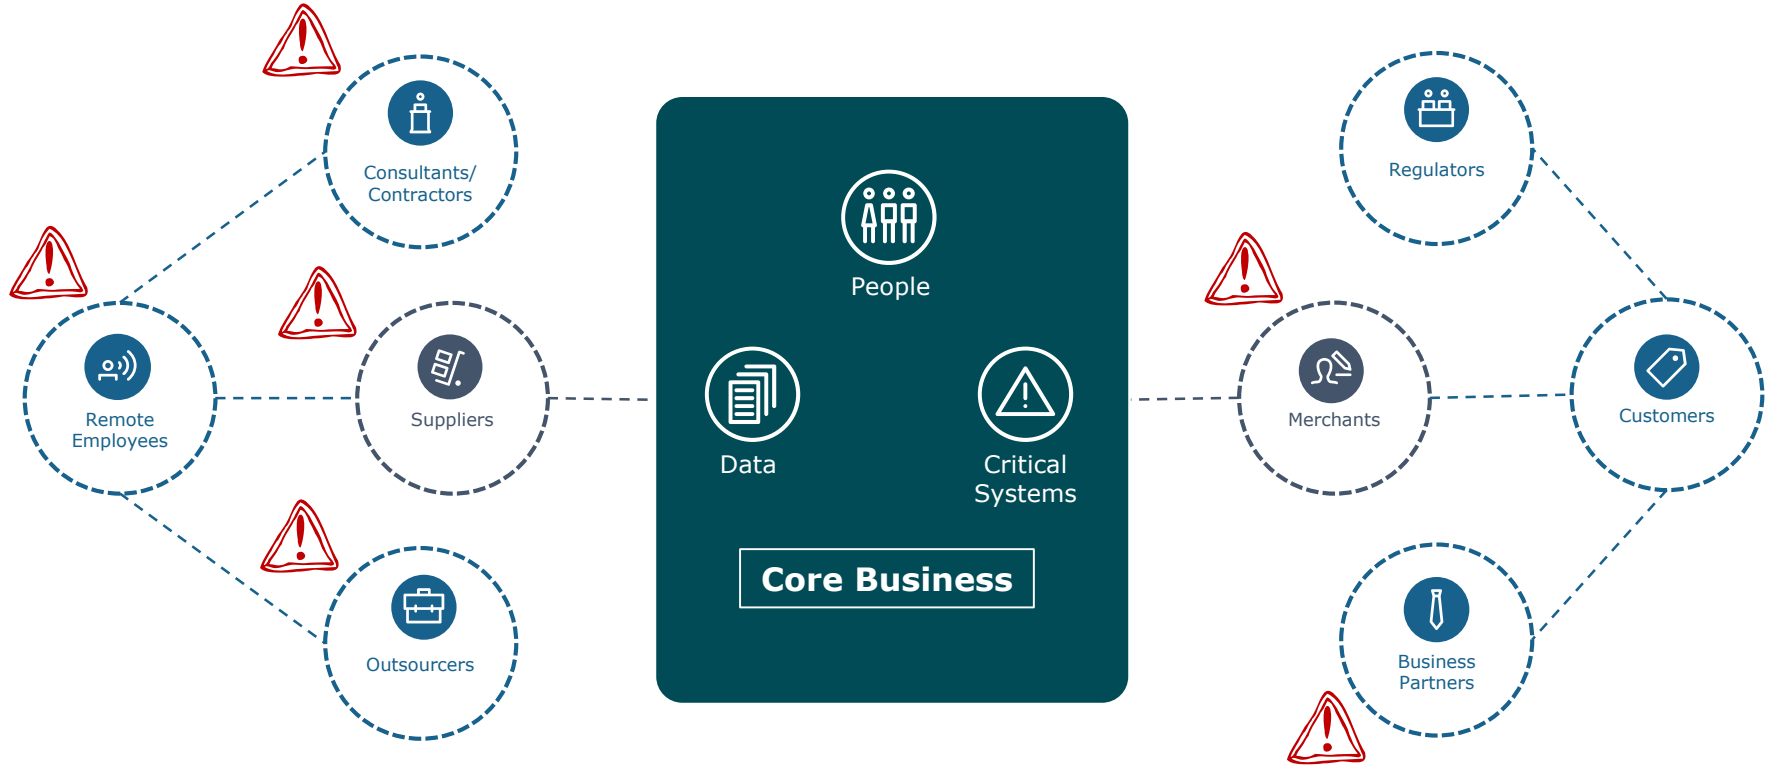 Consultants/
Contractors
Remote
Employees
Suppliers
Outsourcers
People
Data
Critical
Systems
Core Business
Regulators
Merchants
Customers
Business
Partners